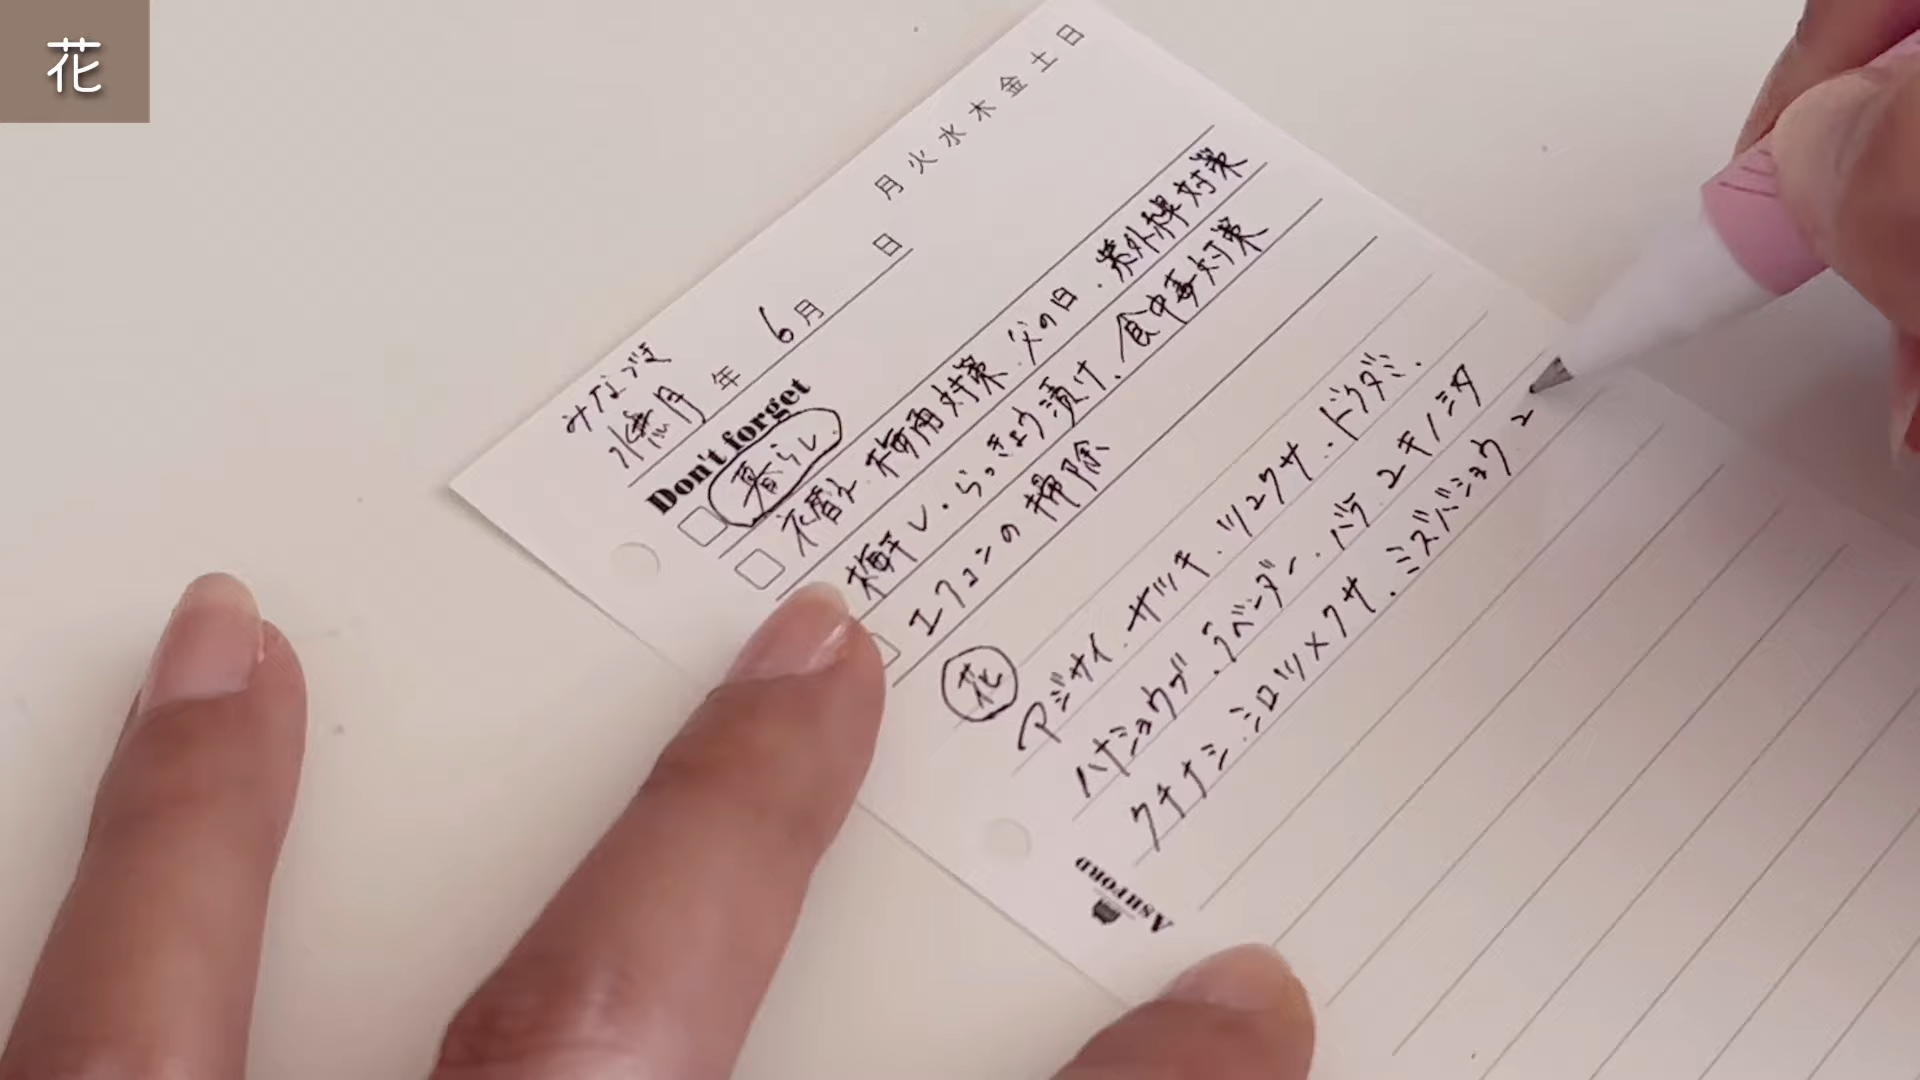 花
月 火 水 木 金 土 日
みなづき
水無月 年 6月 日
Don't forget
暮らし
衣替え.梅雨対策.父の日.紫外線対策
梅干し.らっきょう漬け、食中毒対策
エアコンの掃除
花
アジサイ.サツキ.ツユクサ.ドクダミ.
ハナショウブ.ラベンダー.バラ.ユキノシタ
クチナシ.シロツメクサ.ミズバショウ
ASHFORD